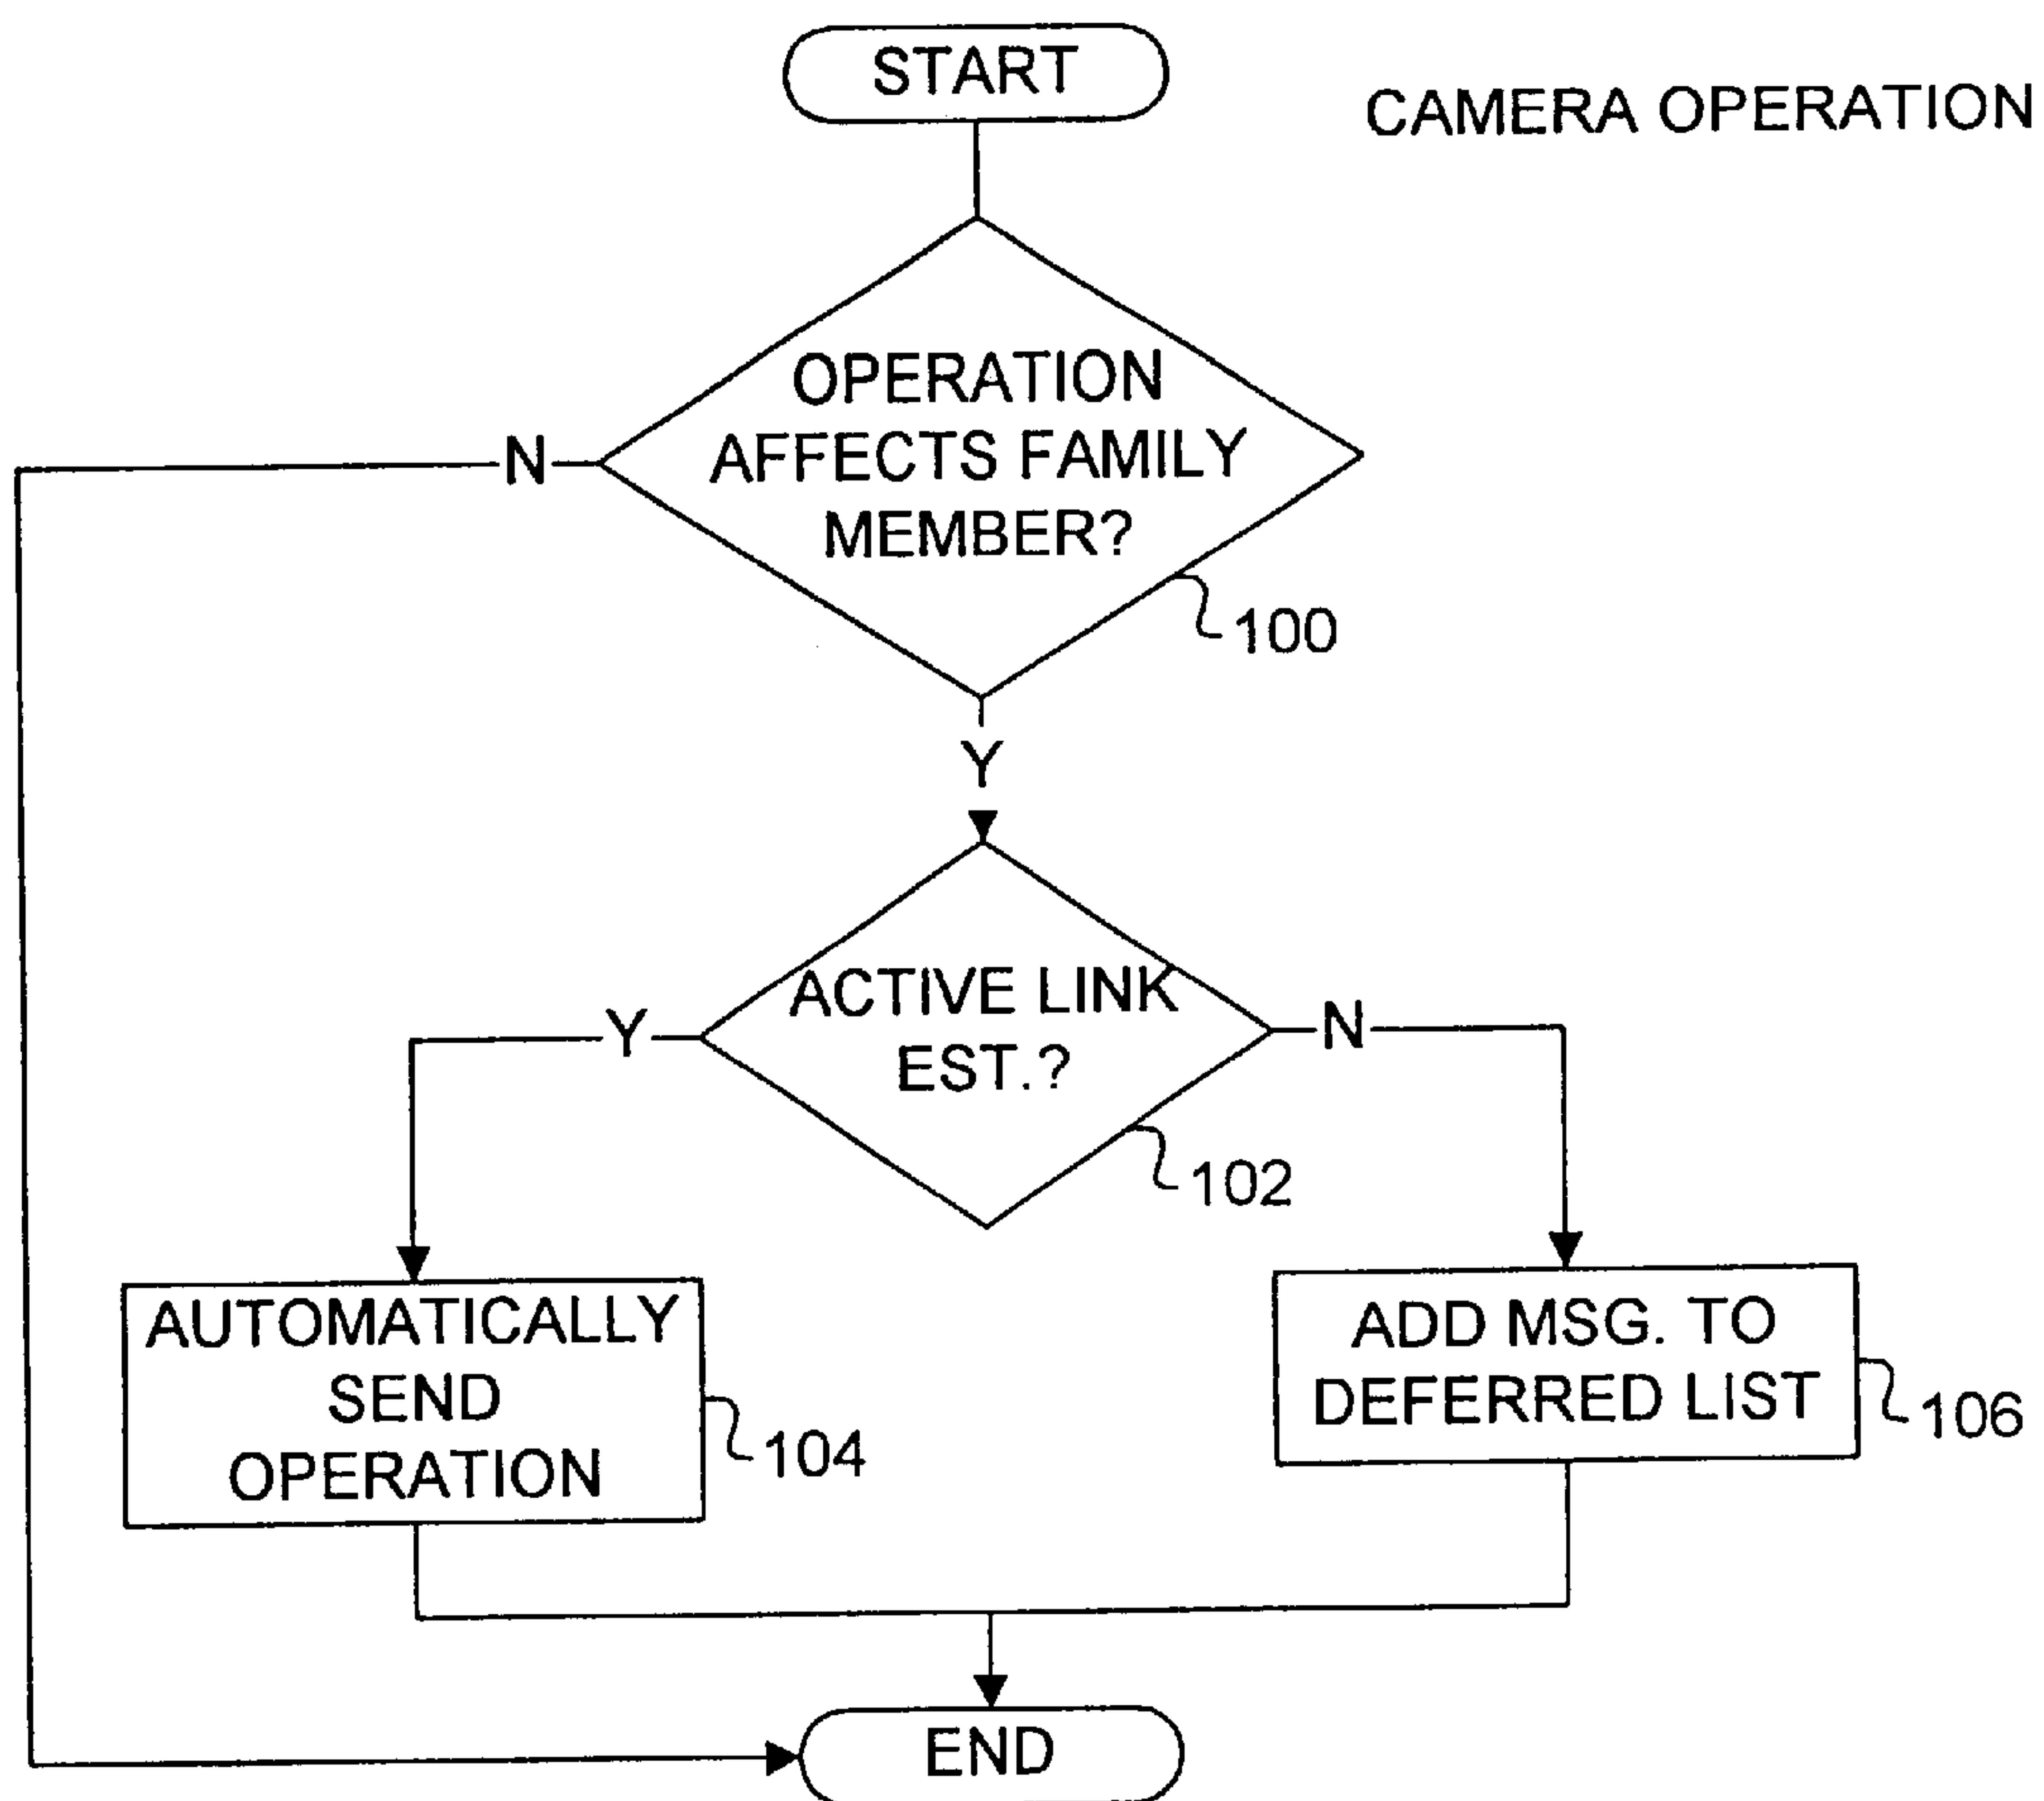 START
CAMERA OPERATION
OPERATION
AFFECTS FAMILY
MEMBER?
N
100
Y
ACTIVE LINK
EST.?
Y
N
102
AUTOMATICALLY
SEND
OPERATION
104
ADD MSG. TO
DEFERRED LIST
106
END